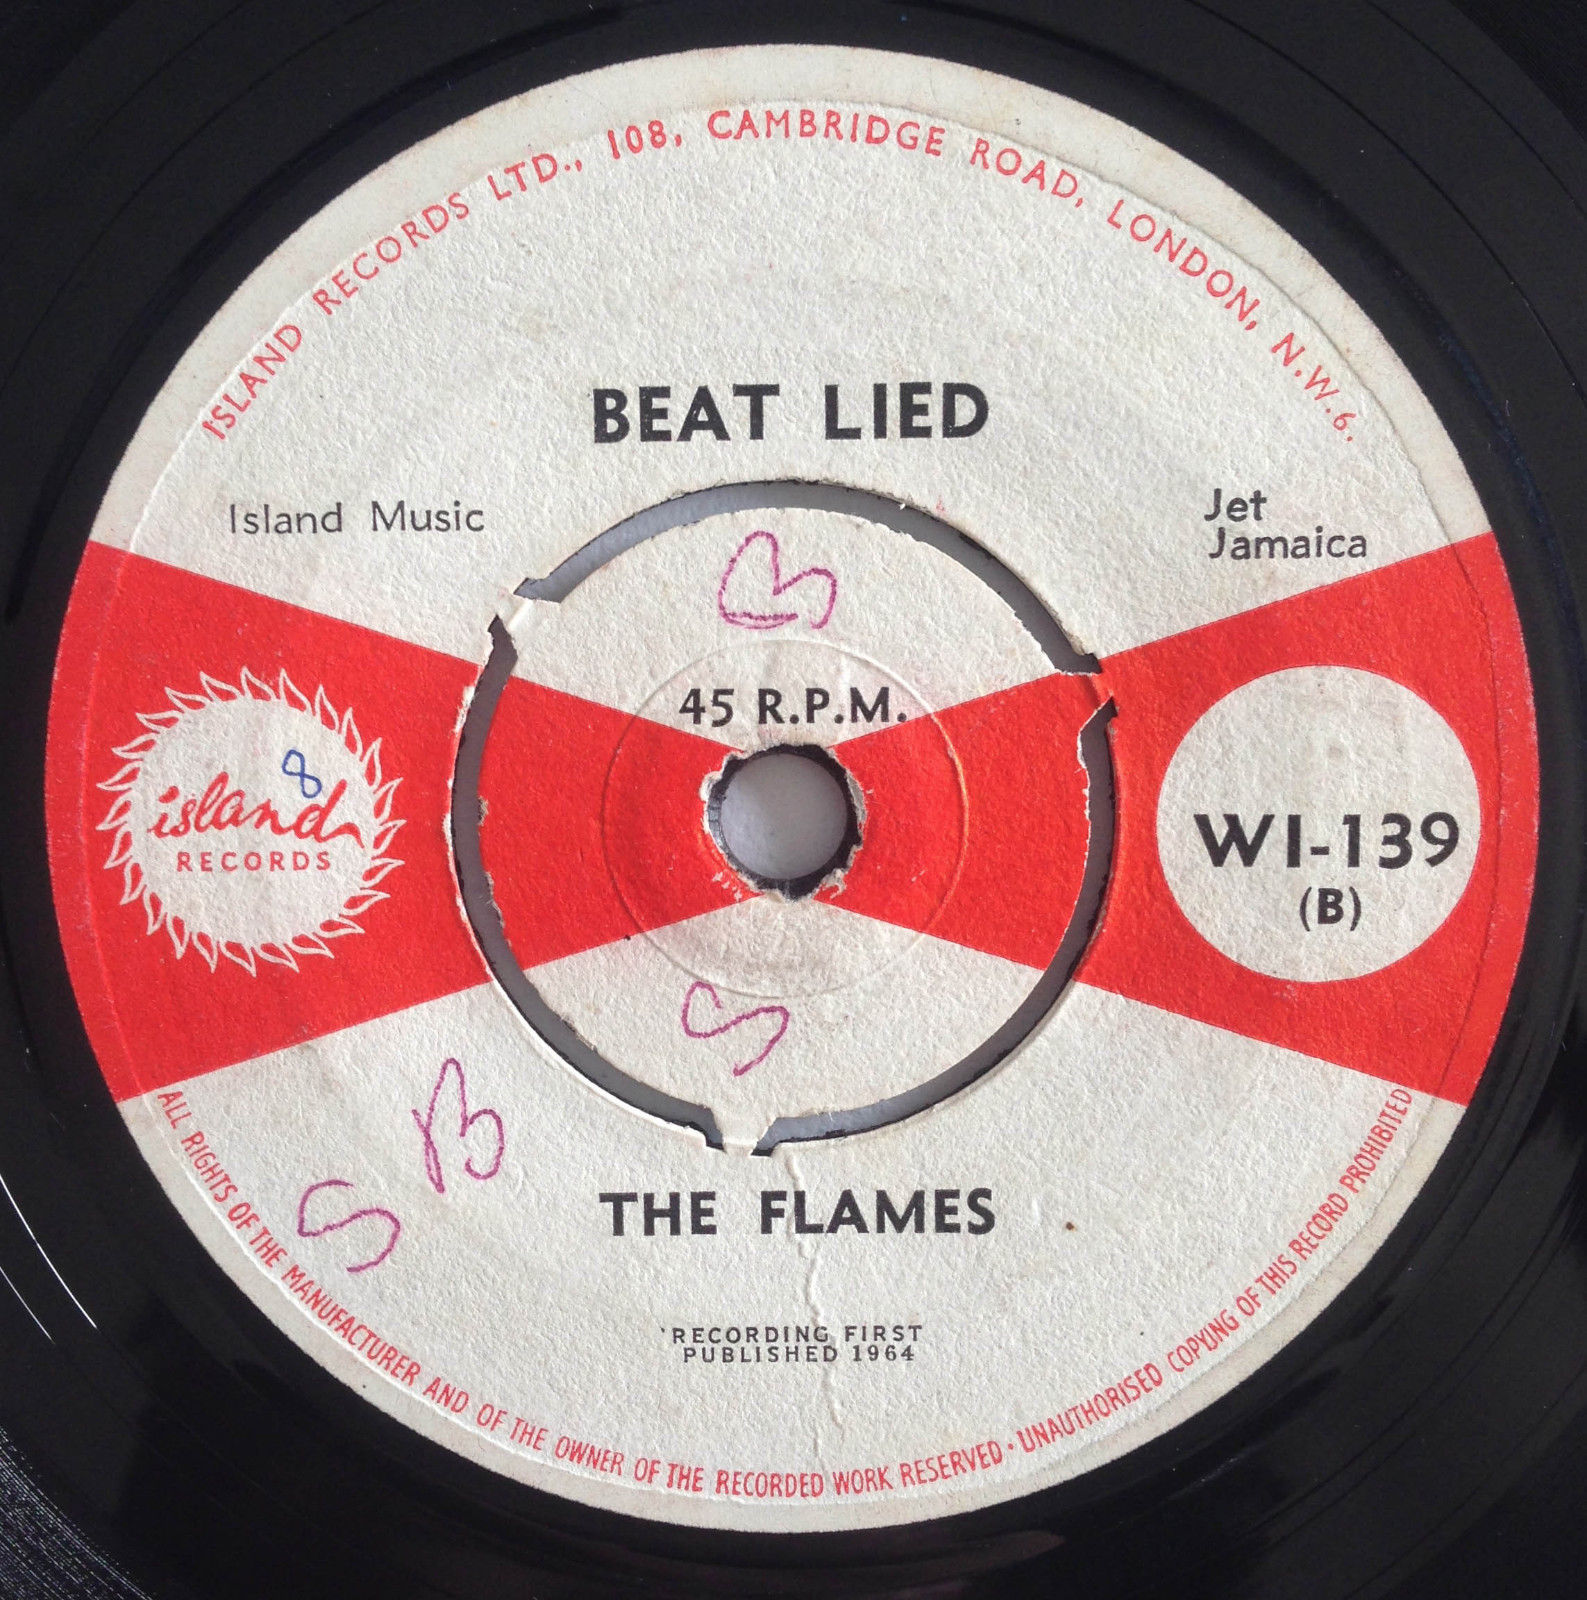 ISLAND RECORDS LTD., 108, CAMBRIDGE ROAD, LONDON, N.W.6.
BEAT LIED
Island Music
Jet
Jamaica
B
45 R.P.M.
8
island
RECORDS
WI-139
(B)
S
B
S
THE FLAMES
'RECORDING FIRST
PUBLISHED 1964
ALL RIGHTS OF THE MANUFACTURER AND OF THE OWNER OF THE RECORDED WORK RESERVED · UNAUTHORISED COPYING OF THIS RECORD PROHIBITED